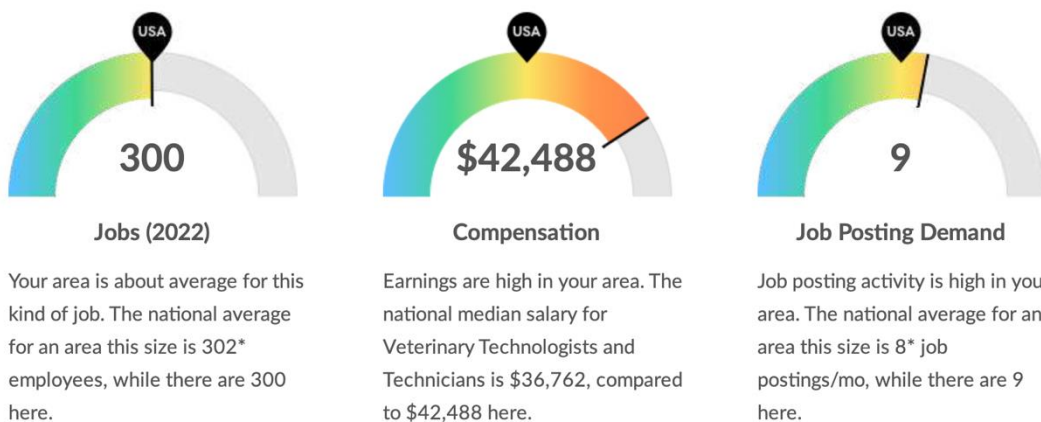 USA
300
Jobs (2022)
Your area is about average for this
kind of job. The national average
for an area this size is 302*
employees, while there are 300
here.
USA
$42,488
Compensation
Earnings are high in your area. The
national median salary for
Veterinary Technologists and
Technicians is $36,762, compared
to $42,488 here.
USA
9
Job Posting Demand
Job posting activity is high in you
area. The national average for an
area this size is 8* job
postings/mo, while there are 9
here.